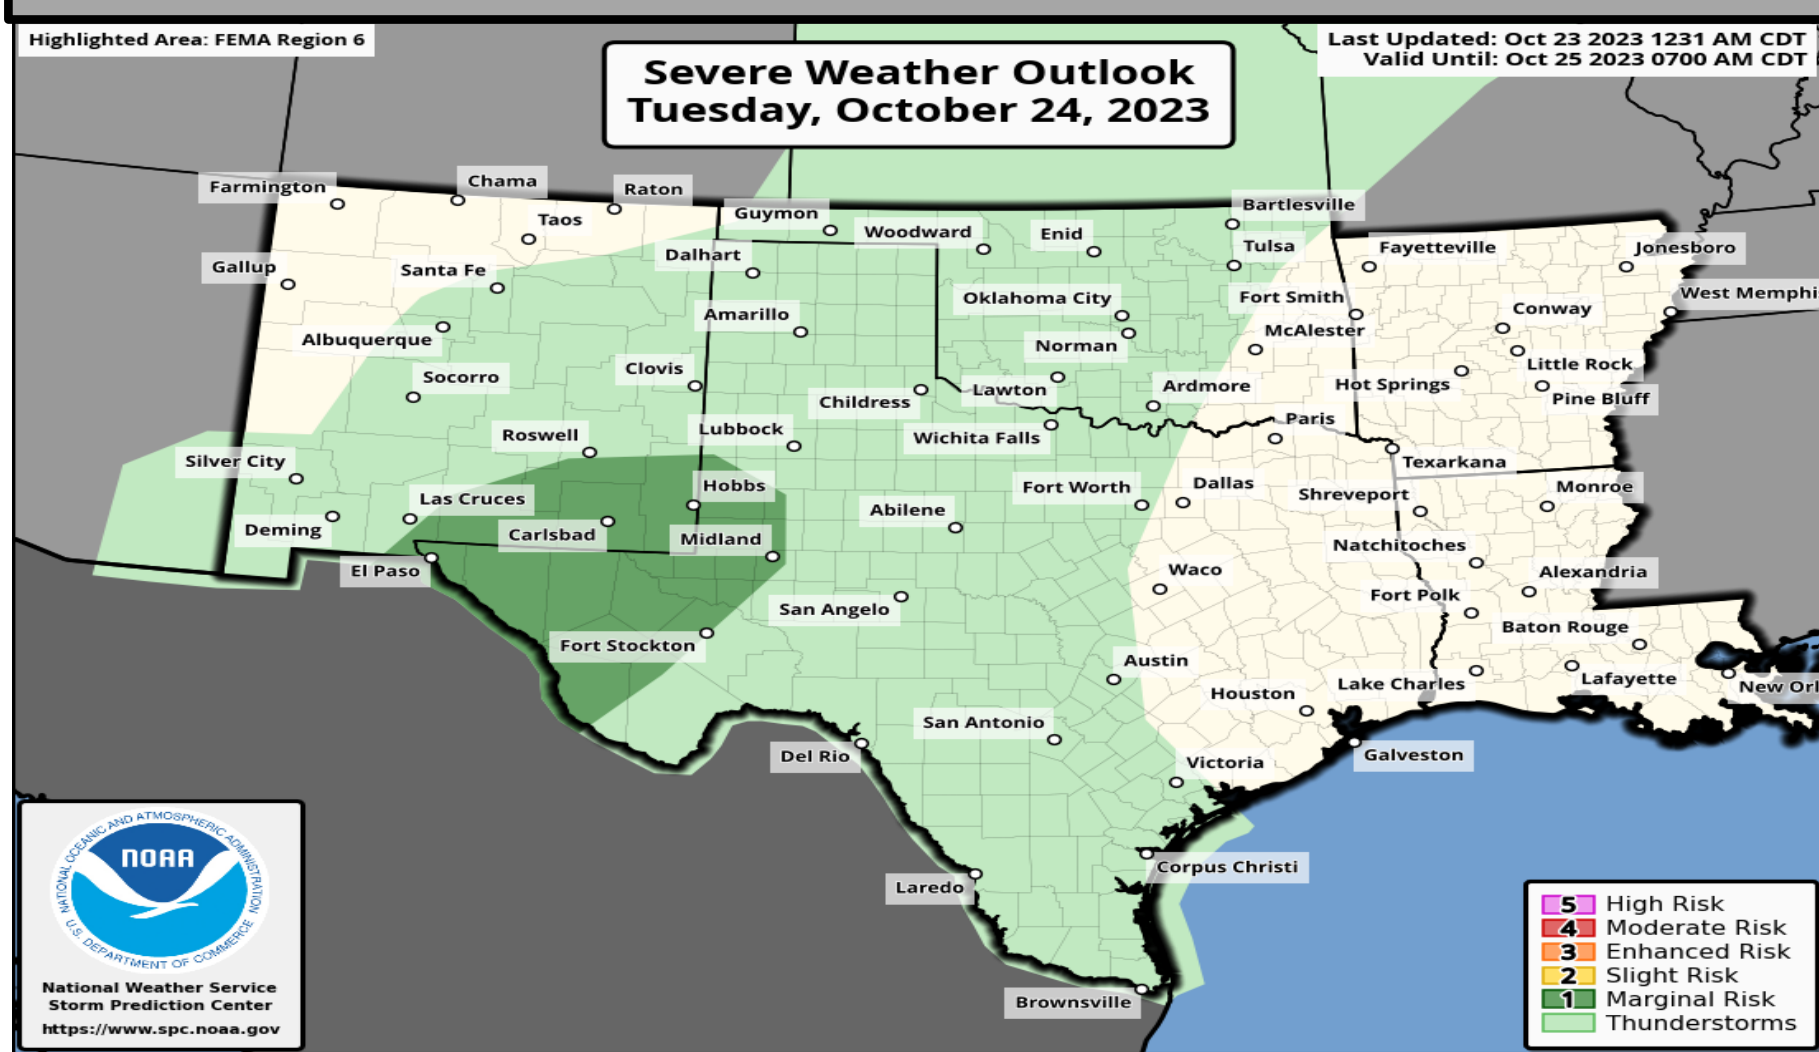 Highlighted Area: FEMA Region 6
Severe Weather Outlook
Tuesday, October 24, 2023
Last Updated: Oct 23 2023 1231 AM CDT
Valid Until: Oct 25 2023 0700 AM CDT
Farmington
Chama
Raton
Taos
Guymon
Woodward
Enid
Bartlesville
Tulsa
Fayetteville
Jonesboro
Gallup
Santa Fe
Dalhart
Oklahoma City
Fort Smith
Conway
West Memphi
Albuquerque
Amarillo
Norman
McAlester
Little Rock
Socorro
Clovis
Childress
Lawton
Ardmore
Hot Springs
Pine Bluff
Roswell
Lubbock
Wichita Falls
Paris
Texarkana
Silver City
Las Cruces
Hobbs
Fort Worth
Dallas
Shreveport
Monroe
Deming
Carlsbad
Midland
Abilene
Natchitoches
El Paso
Waco
Alexandria
San Angelo
Fort Polk
Fort Stockton
Baton Rouge
Austin
Houston
Lake Charles
Lafayette
New Orl
San Antonio
Del Rio
Victoria
Galveston
Laredo
Corpus Christi
Brownsville
NATIONAL OCEANIC AND ATMOSPHERIC ADMINISTRATION
NOAA
U.S. DEPARTMENT OF COMMERCE
National Weather Service
Storm Prediction Center
https://www.spc.noaa.gov
5 High Risk
4 Moderate Risk
3 Enhanced Risk
2 Slight Risk
1 Marginal Risk
Thunderstorms